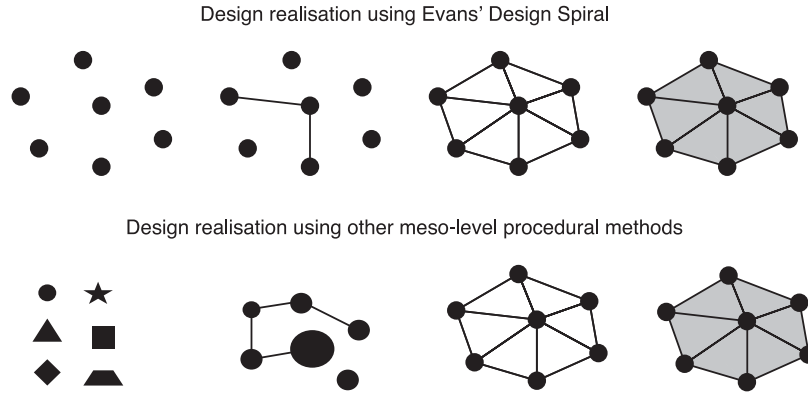 Design realisation using Evans’ Design Spiral
Design realisation using other meso-level procedural methods